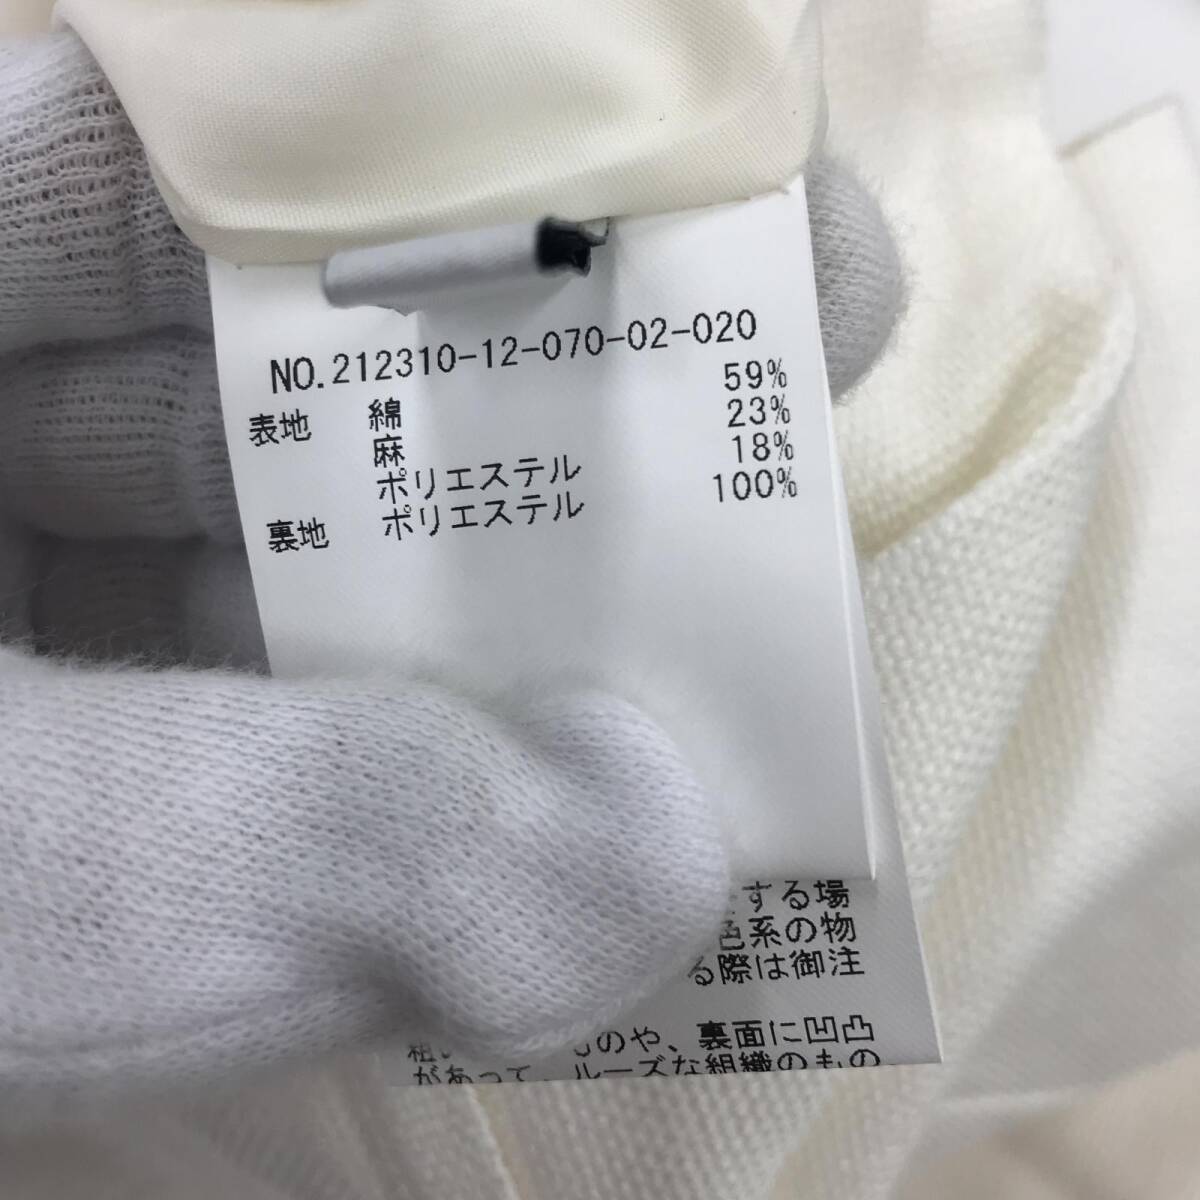 NO.212310-12-070-02-020
表地 綿 59%
麻 23%
ポリエステル 18%
裏地 ポリエステル 100%
する場
色系の物
る際は御注
のや、裏面に凹凸
があって、ルーズな組織のもの